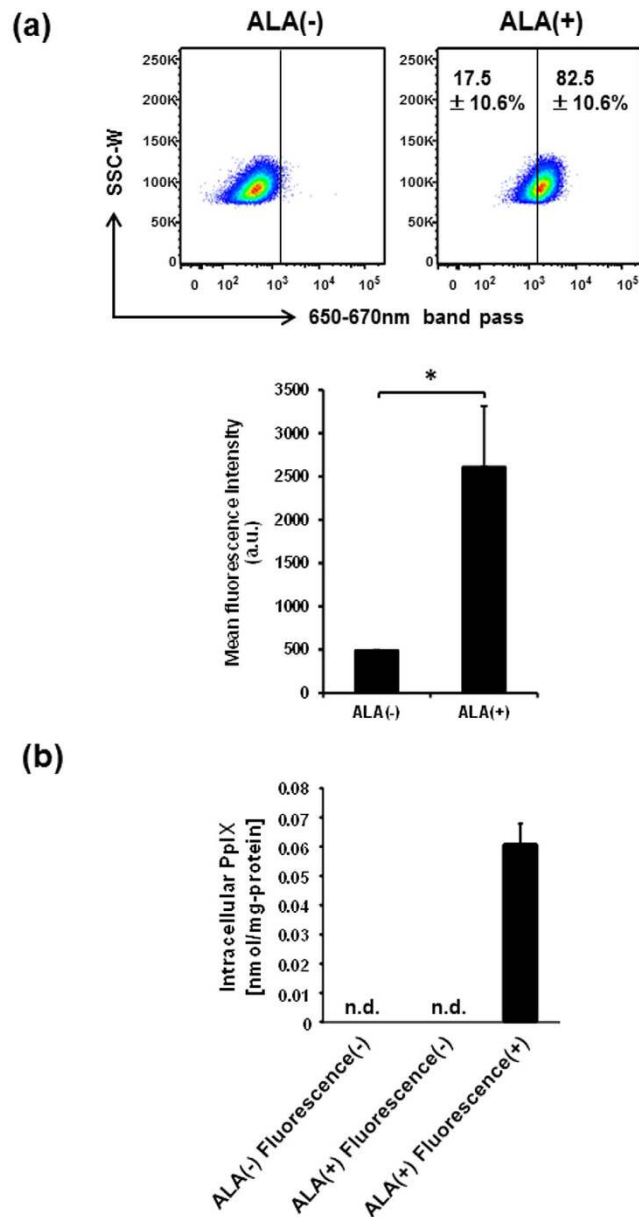 (a)
ALA(-)
ALA(+)
250K
200K
150K
100K
50K
0
SSC-W
0 10² 10³ 10⁴ 10⁵
250K
200K
150K
100K
50K
0
17.5
± 10.6%
82.5
± 10.6%
0 10² 10³ 10⁴ 10⁵
650-670nm band pass
3500
3000
2500
2000
1500
1000
500
0
Mean fluorescence Intensity
(a.u.)
*
ALA(-)
ALA(+)
(b)
0.08
0.07
0.06
0.05
0.04
0.03
0.02
0.01
0
Intracellular PpIX
[nmol/mg-protein]
n.d.
n.d.
ALA(-) Fluorescence(-)
ALA(+) Fluorescence(-)
ALA(+) Fluorescence(+)